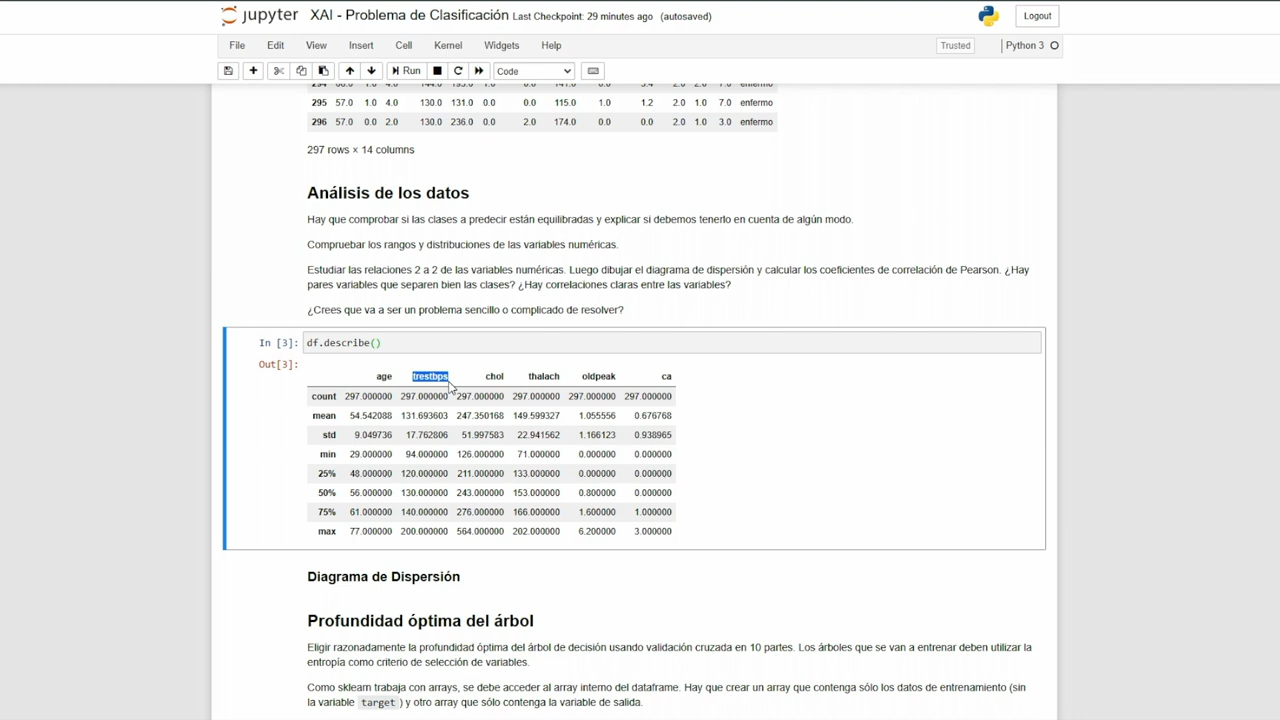 jupyter XAI - Problema de Clasificación Last Checkpoint: 29 minutes ago (autosaved) Logout
File Edit View Insert Cell Kernel Widgets Help Trusted Python 3
Run Code
295 57.0 1.0 4.0 130.0 131.0 0.0 0.0 115.0 1.0 1.2 2.0 1.0 7.0 enfermo
296 57.0 0.0 2.0 130.0 236.0 0.0 2.0 174.0 0.0 0.0 2.0 1.0 3.0 enfermo
297 rows × 14 columns
Análisis de los datos
Hay que comprobar si las clases a predecir están equilibradas y explicar si debemos tenerlo en cuenta de algún modo.
Compruebar los rangos y distribuciones de las variables numéricas.
Estudiar las relaciones 2 a 2 de las variables numéricas. Luego dibujar el diagrama de dispersión y calcular los coeficientes de correlación de Pearson. ¿Hay
pares variables que separen bien las clases? ¿Hay correlaciones claras entre las variables?
¿Crees que va a ser un problema sencillo o complicado de resolver?
In [3]: df.describe()
Out[3]:
age trestbps chol thalach oldpeak ca
count 297.000000 297.000000 297.000000 297.000000 297.000000 297.000000
mean 54.542088 131.693603 247.350168 149.599327 1.055556 0.676768
std 9.049736 17.762806 51.997583 22.941562 1.166123 0.938965
min 29.000000 94.000000 126.000000 71.000000 0.000000 0.000000
25% 48.000000 120.000000 211.000000 133.000000 0.000000 0.000000
50% 56.000000 130.000000 243.000000 153.000000 0.800000 0.000000
75% 61.000000 140.000000 276.000000 166.000000 1.600000 1.000000
max 77.000000 200.000000 564.000000 202.000000 6.200000 3.000000
Diagrama de Dispersión
Profundidad óptima del árbol
Eligir razonadamente la profundidad óptima del árbol de decisión usando validación cruzada en 10 partes. Los árboles que se van a entrenar deben utilizar la
entropía como criterio de selección de variables.
Como sklearn trabaja con arrays, se debe acceder al array interno del dataframe. Hay que crear un array que contenga sólo los datos de entrenamiento (sin
la variable target) y otro array que sólo contenga la variable de salida.